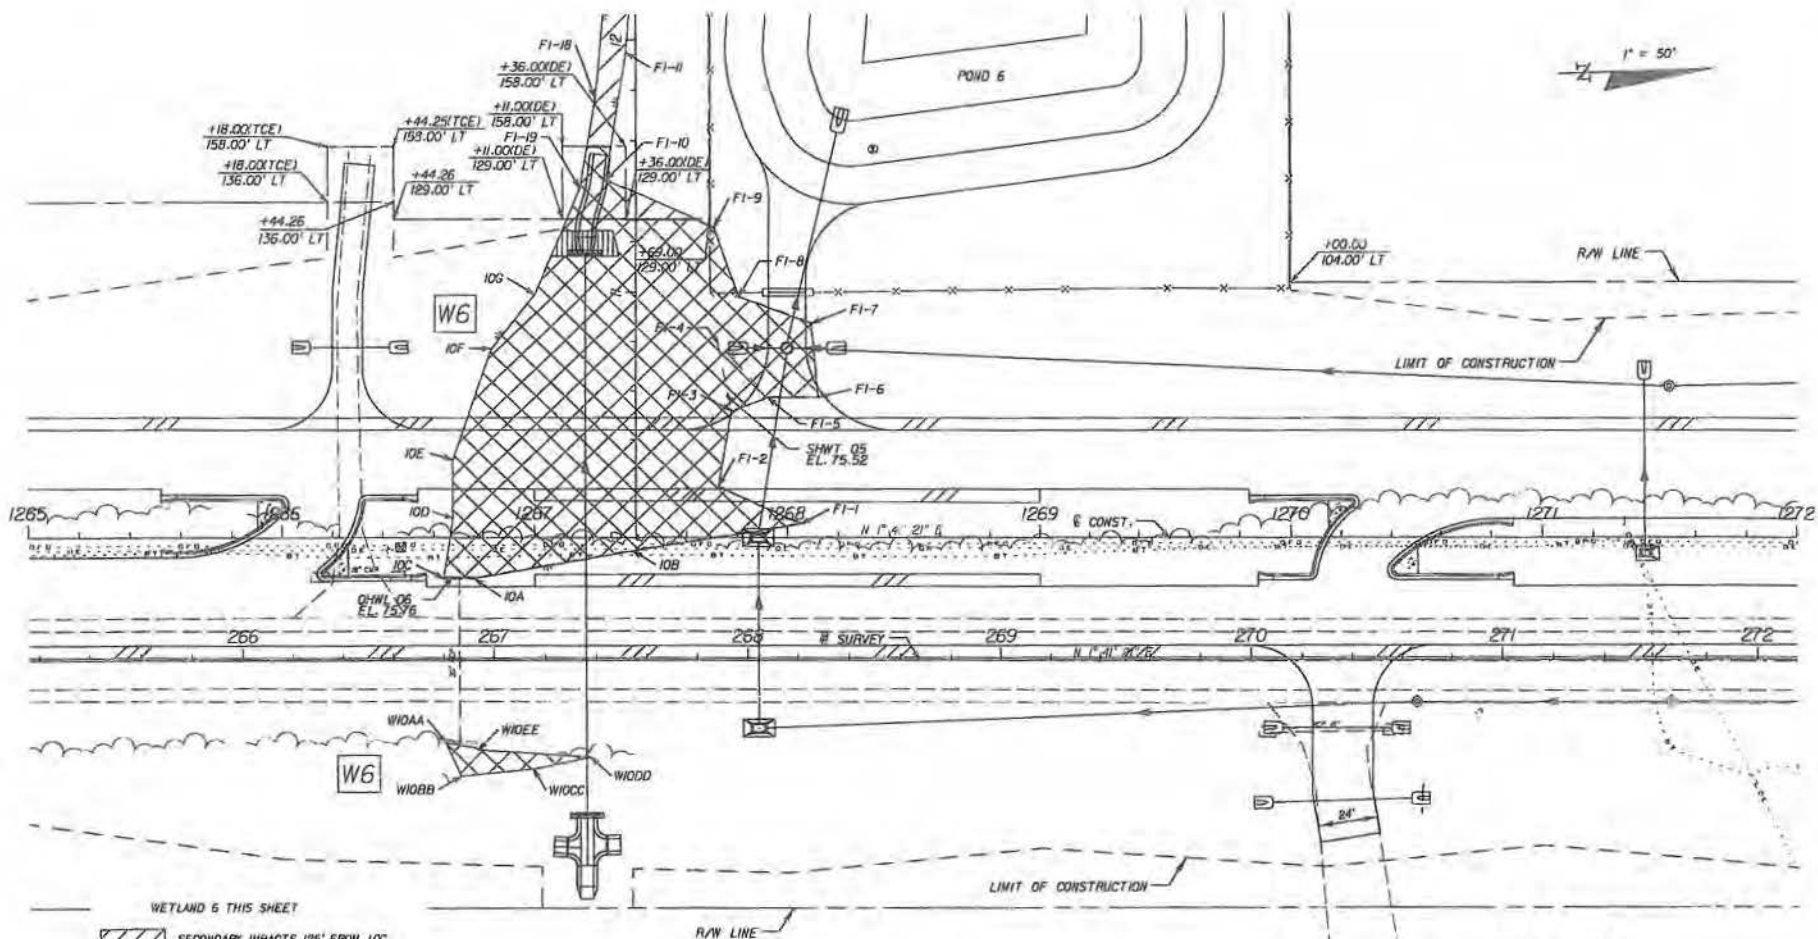 1" = 50'
F1-18
12
F1-11
POND 6
+36.00(DE)
158.00' LT
+11.00(DE)
158.00' LT
+18.00(TCE)
158.00' LT
+44.25(TCE)
158.00' LT
F1-19
F1-10
+18.00(TCE)
136.00' LT
+11.00(DE)
129.00' LT
+36.00(DE)
129.00' LT
+44.26
129.00' LT
F1-9
+44.26
136.00' LT
+69.00
129.00' LT
F1-8
+00.00
104.00' LT
R/W LINE
10G
W6
F1-7
F1-4
10F
LIMIT OF CONSTRUCTION
F1-3
F1-6
F1-5
SHWT 05
EL. 75.52
10E
F1-2
10D
F1-1
1265
1267
1268
1269
1270
1271
1272
℄ CONST.
10C
10B
10A
OHWL 06
EL. 75.76
266
267
268
269
270
271
272
SURVEY
W10AA
W10EE
W6
W10DD
W10BB
W10CC
24'
LIMIT OF CONSTRUCTION
WETLAND 6 THIS SHEET
R/W LINE